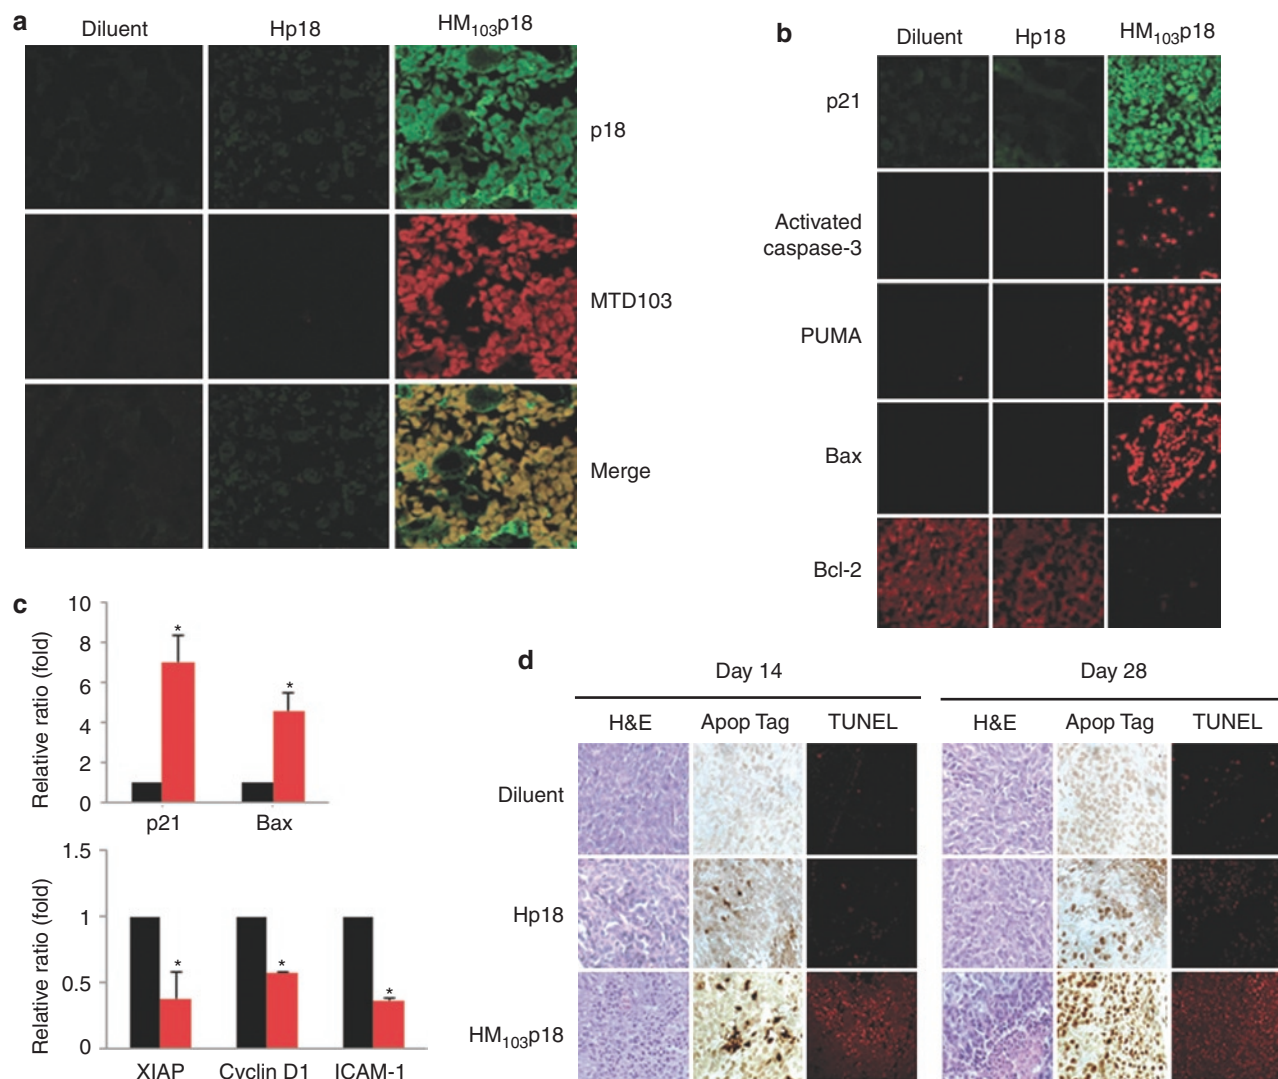 a
Diluent Hp18 HM₁₀₃p18
p18
MTD103
Merge
b
Diluent Hp18 HM₁₀₃p18
p21
Activated
caspase-3
PUMA
Bax
Bcl-2
c
Relative ratio (fold)
10
8
6
4
2
0
* *
p21 Bax
Relative ratio (fold)
1.5
1
0.5
0
* * *
XIAP Cyclin D1 ICAM-1
d
Day 14 Day 28
H&E Apop Tag TUNEL H&E Apop Tag TUNEL
Diluent
Hp18
HM₁₀₃p18